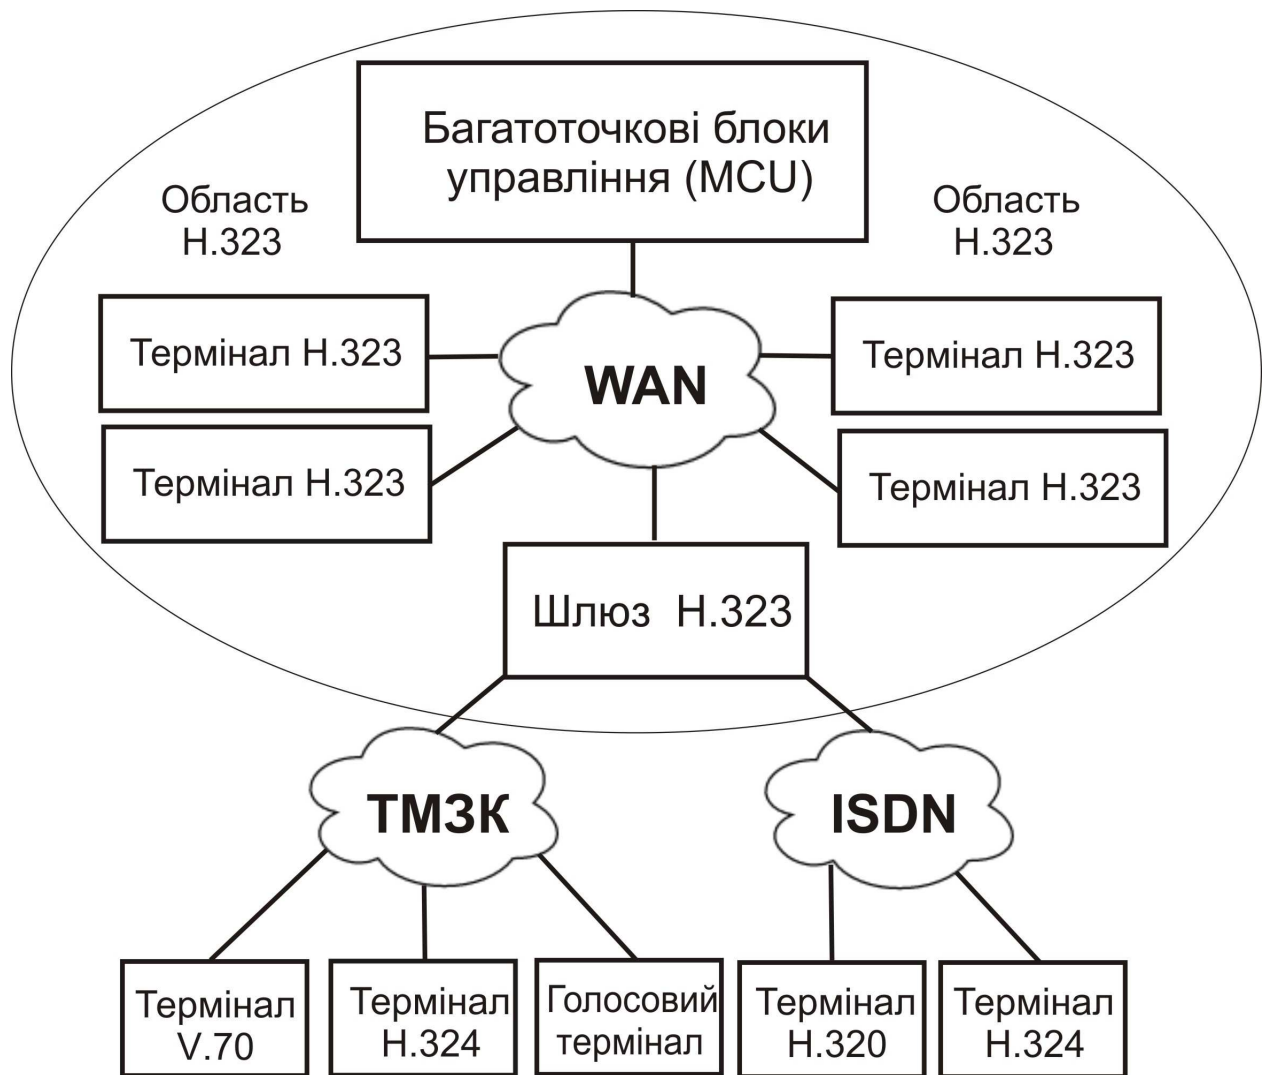 Багатоточкові блоки
управління (MCU)
Область
Н.323
Область
Н.323
Термінал Н.323
Термінал Н.323
WAN
Термінал Н.323
Термінал Н.323
Шлюз Н.323
ТМЗК
ISDN
Термінал
V.70
Термінал
Н.324
Голосовий
термінал
Термінал
Н.320
Термінал
Н.324